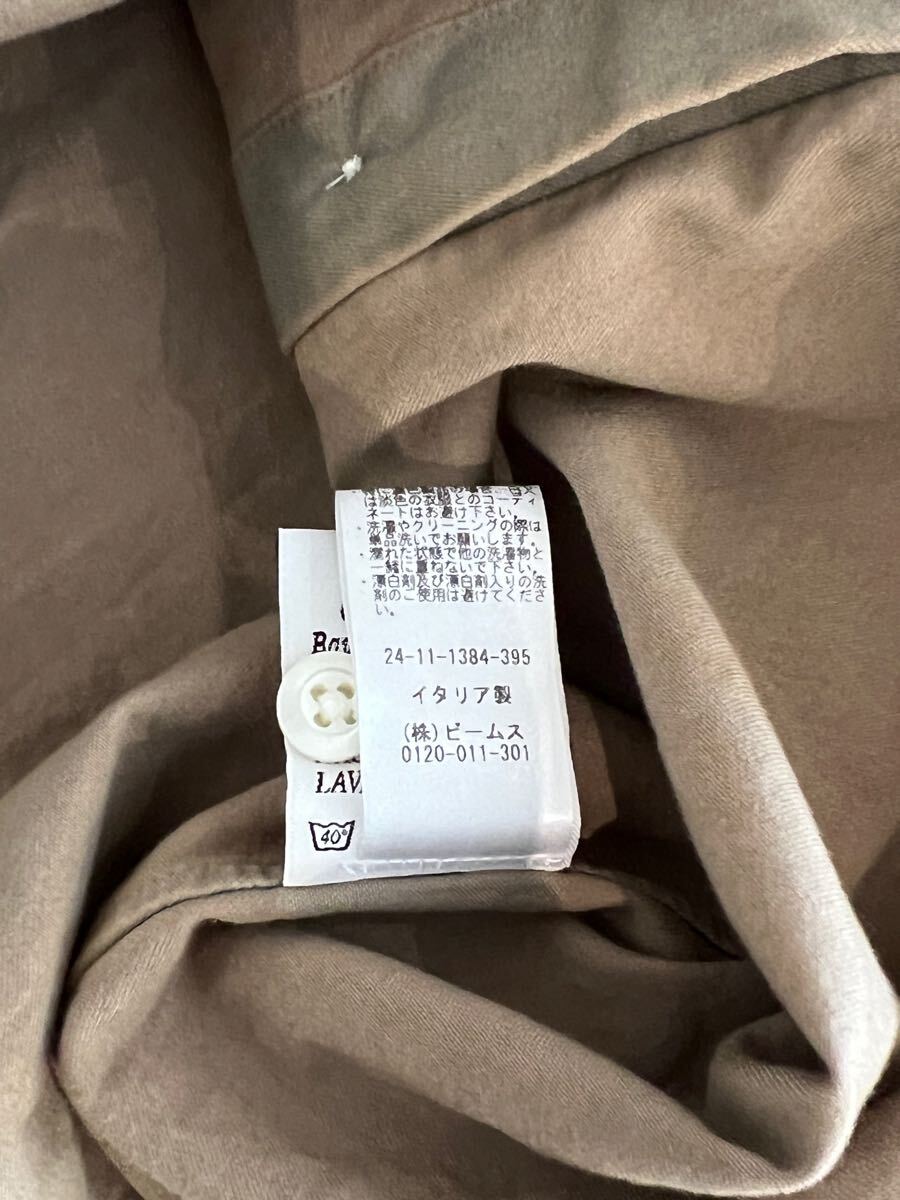 は淡色の衣服とのコーディ
ネートはお避け下さい。
・洗濯やクリーニングの際は
単品洗いでお願いします。
・濡れた状態で他の洗濯物と
一緒に重ねないで下さい。
・漂白剤及び漂白剤入りの洗
剤のご使用は避けてくださ
い。
24-11-1384-395
イタリア製
(株)ビームス
0120-011-301
LAV
40°